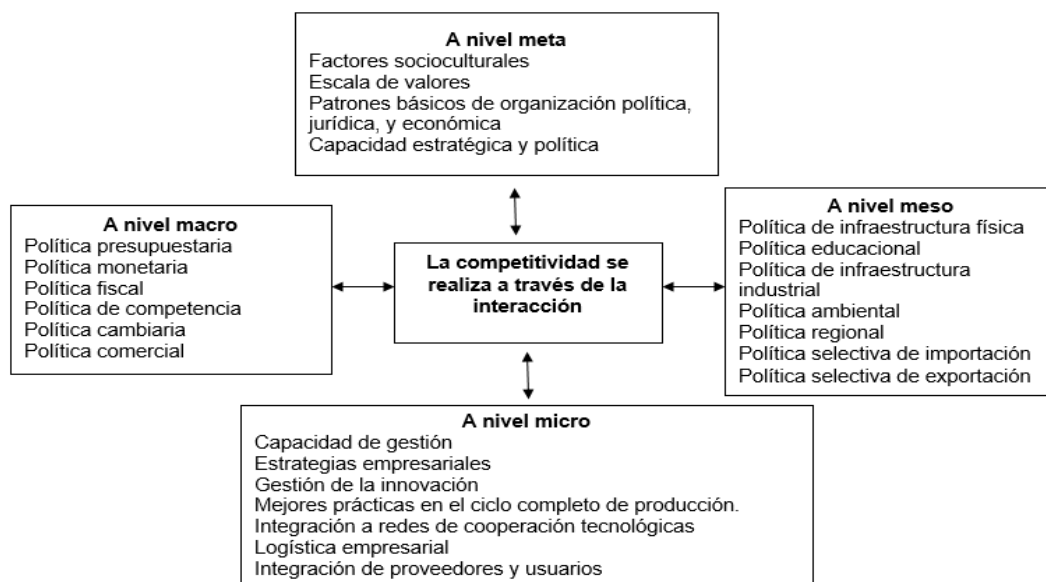 A nivel meta
Factores socioculturales
Escala de valores
Patrones básicos de organización política,
jurídica, y económica
Capacidad estratégica y política
A nivel macro
Política presupuestaria
Política monetaria
Política fiscal
Política de competencia
Política cambiaria
Política comercial
La competitividad se
realiza a través de la
interacción
A nivel meso
Política de infraestructura física
Política educacional
Política de infraestructura
industrial
Política ambiental
Política regional
Política selectiva de importación
Política selectiva de exportación
A nivel micro
Capacidad de gestión
Estrategias empresariales
Gestión de la innovación
Mejores prácticas en el ciclo completo de producción.
Integración a redes de cooperación tecnológicas
Logística empresarial
Integración de proveedores y usuarios